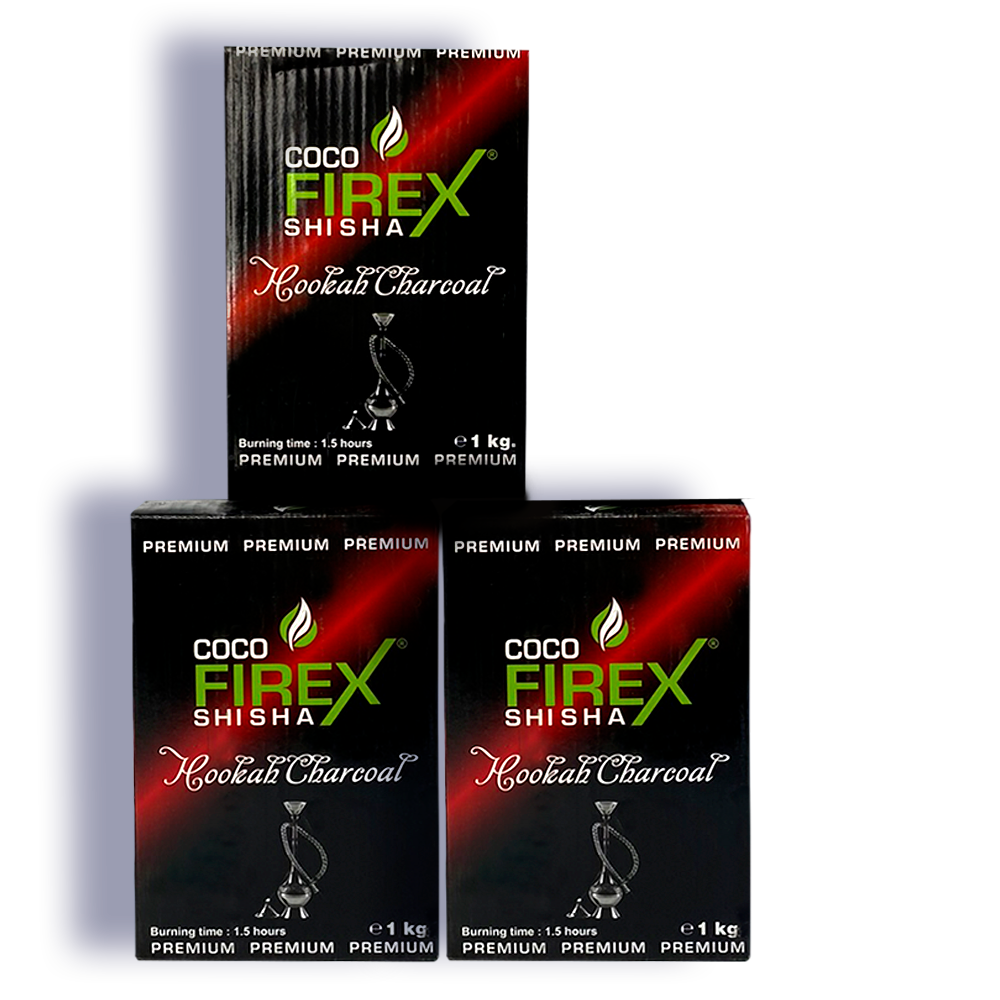 PREMIUM PREMIUM PREMIUM
COCO
FIREX®
SHISHA
Hookah Charcoal
Burning time : 1.5 hours ℮1 kg.
PREMIUM PREMIUM PREMIUM
PREMIUM PREMIUM PREMIUM
COCO
FIREX®
SHISHA
Hookah Charcoal
Burning time : 1.5 hours ℮1 kg
PREMIUM PREMIUM PREMIUM
PREMIUM PREMIUM PREMIUM
COCO
FIREX®
SHISHA
Hookah Charcoal
Burning time : 1.5 hours ℮1 kg
PREMIUM PREMIUM PREMIUM